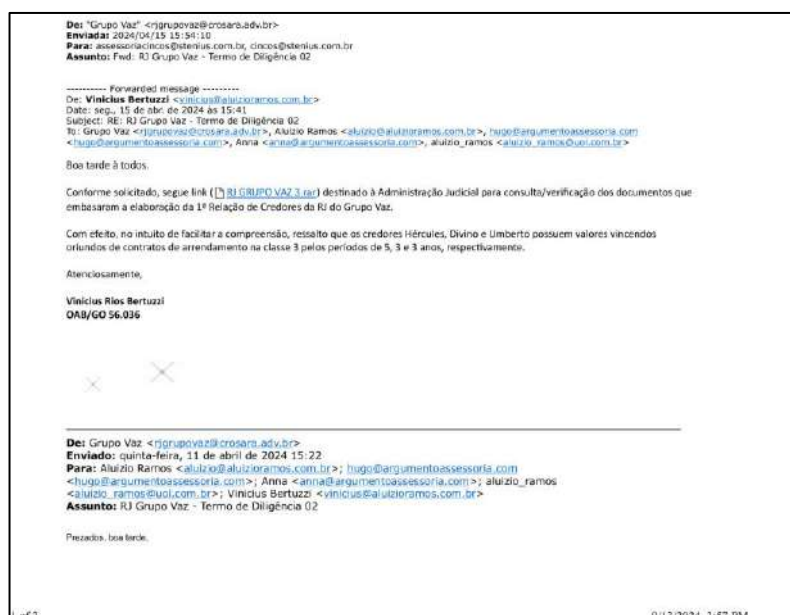 De: "Grupo Vaz" <rjgrupovaz@crosara.adv.br>
Enviada: 2024/04/15 15:54:10
Para: assessoriacincos@stenius.com.br, cincos@stenius.com.br
Assunto: Fwd: RJ Grupo Vaz - Termo de Diligência 02
---------- Forwarded message ---------
De: Vinicius Bertuzzi <vinicius@aluizioramos.com.br>
Date: seg., 15 de abr. de 2024 às 15:41
Subject: RE: RJ Grupo Vaz - Termo de Diligência 02
To: Grupo Vaz <rjgrupovaz@crosara.adv.br>, Aluizio Ramos <aluizio@aluizioramos.com.br>, hugo@argumentoassessoria.com
<hugo@argumentoassessoria.com>, Anna <anna@argumentoassessoria.com>, aluizio_ramos <aluizio_ramos@uol.com.br>
Boa tarde à todos.
Conforme solicitado, segue link (RJ GRUPO VAZ 3.rar) destinado à Administração Judicial para consulta/verificação dos documentos que
embasaram a elaboração da 1ª Relação de Credores da RJ do Grupo Vaz.
Com efeito, no intuito de facilitar a compreensão, ressalto que os credores Hércules, Divino e Umberto possuem valores vincendos
oriundos de contratos de arrendamento na classe 3 pelos períodos de 5, 3 e 3 anos, respectivamente.
Atenciosamente,
Vinicius Rios Bertuzzi
OAB/GO 56.036
De: Grupo Vaz <rjgrupovaz@crosara.adv.br>
Enviado: quinta-feira, 11 de abril de 2024 15:22
Para: Aluizio Ramos <aluizio@aluizioramos.com.br>; hugo@argumentoassessoria.com
<hugo@argumentoassessoria.com>; Anna <anna@argumentoassessoria.com>; aluizio_ramos
<aluizio_ramos@uol.com.br>; Vinicius Bertuzzi <vinicius@aluizioramos.com.br>
Assunto: RJ Grupo Vaz - Termo de Diligência 02
Prezados, boa tarde.